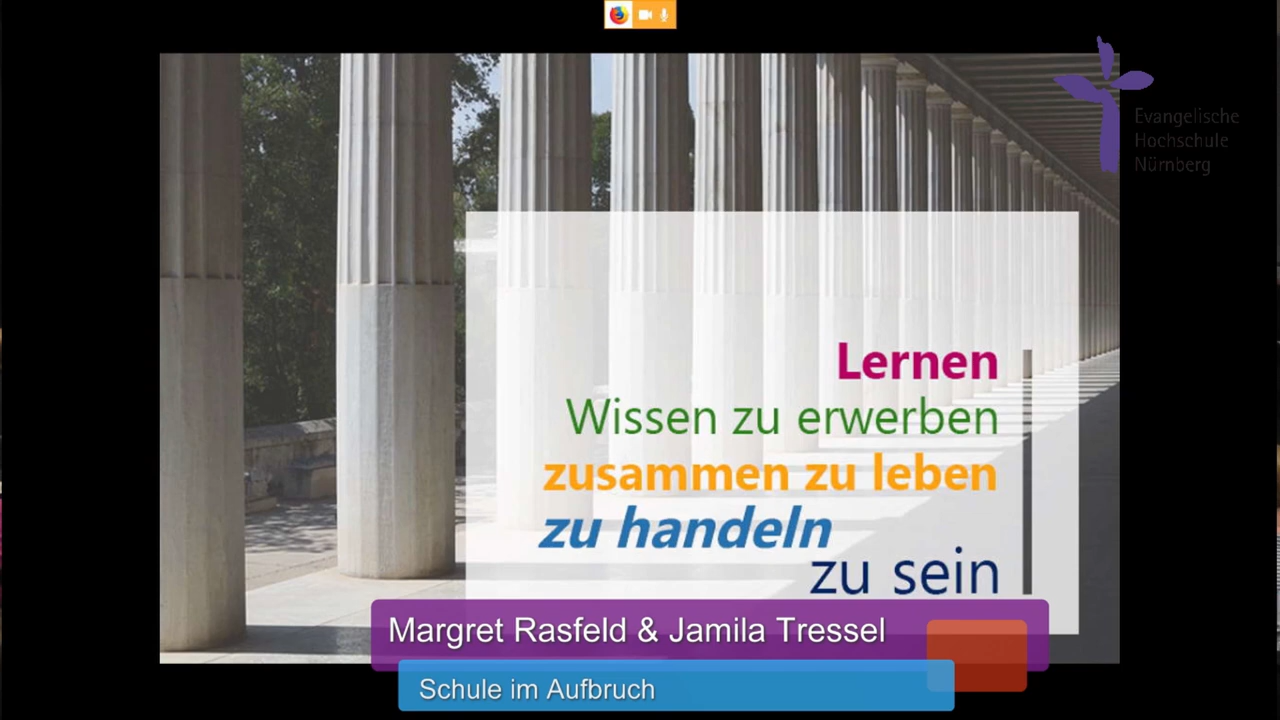 Evangelische
Hochschule
Nürnberg
Lernen
Wissen zu erwerben
zusammen zu leben
zu handeln
zu sein
Margret Rasfeld & Jamila Tressel
Schule im Aufbruch